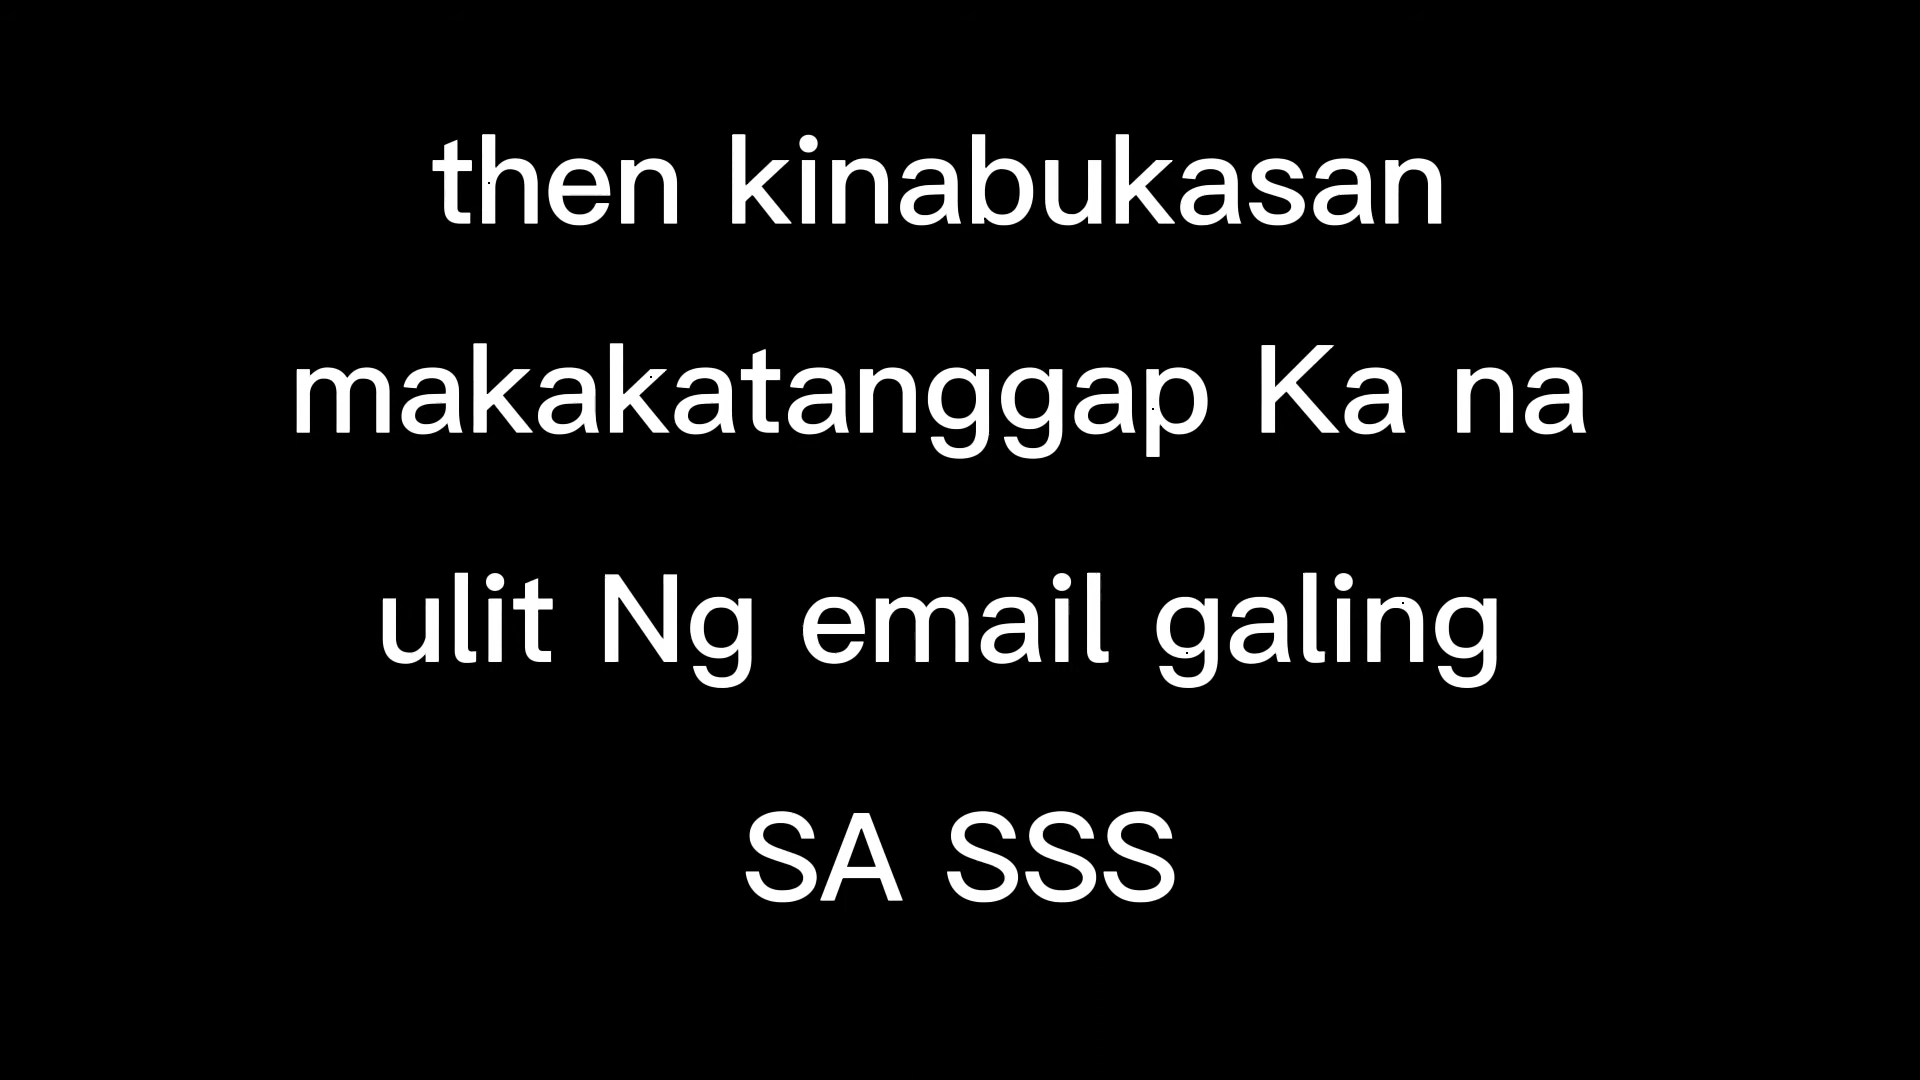 then kinabukasan
makakatanggap Ka na
ulit Ng email galing
SA SSS